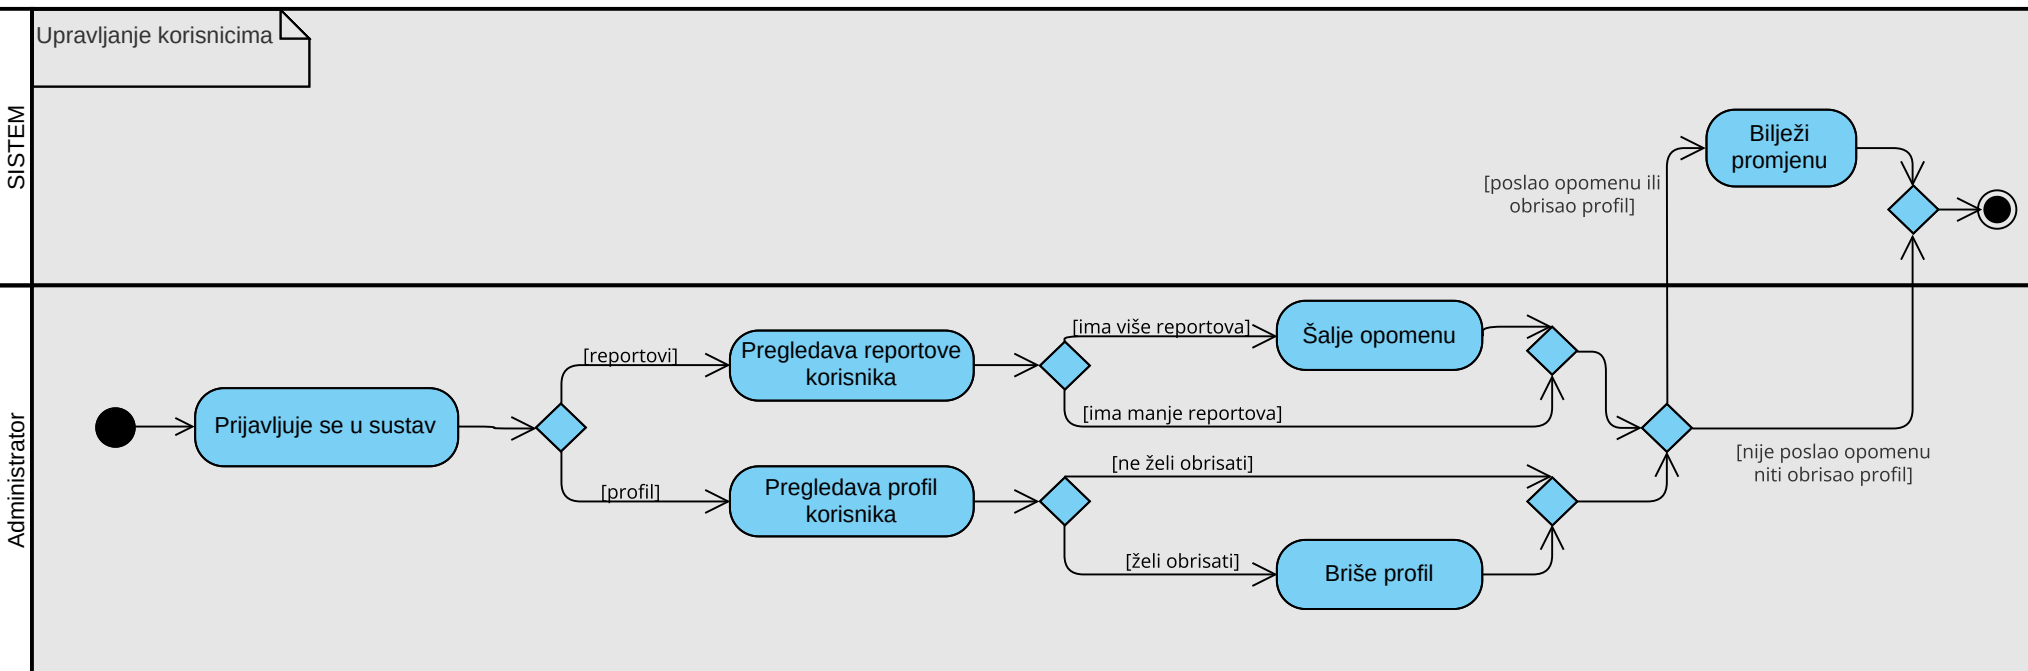 Upravljanje korisnicima
SISTEM
Bilježi
promjenu
[poslao opomenu ili
obrisao profil]
Administrator
Prijavljuje se u sustav
[reportovi]
Pregledava reportove
korisnika
[ima više reportova]
Šalje opomenu
[ima manje reportova]
[profil]
Pregledava profil
korisnika
[ne želi obrisati]
[želi obrisati]
Briše profil
[nije poslao opomenu
niti obrisao profil]